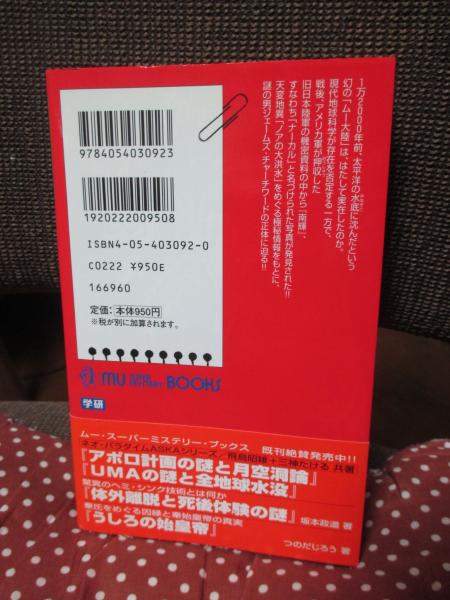 1万2000年前、太平洋の水底に沈んだという
幻の「ムー大陸」は、はたして実在したのか。
現代地球科学が存在を否定する一方で、
戦後、アメリカ軍が押収した
旧日本陸軍の機密資料の中から「南輝」、
すなわち「ナーカル」と名づけられた写真が発見された!!
天変地異「ノアの大洪水」をめぐる極秘情報をもとに、
謎の男ジェームズ・チャーチワードの正体に迫る!!
9784054030923
1920222009508
ISBN4-05-403092-0
C0222 ¥950E
166960
定価:本体950円
※税が別に加算されます。
MU SUPER MYSTERY BOOKS
学研
ムー・スーパーミステリー・ブックス 既刊絶賛発売中!!
ネオ・パラダイムASKAシリーズ/飛鳥昭雄+三神たける 共著
『アポロ計画の謎と月空洞論』
『UMAの謎と全地球水没』
驚異のヘミ・シンク技術とは何か
『体外離脱と死後体験の謎』 坂本政道 著
秦氏をめぐる因縁と秦始皇帝の真実
『うしろの始皇帝』 つのだじろう 著